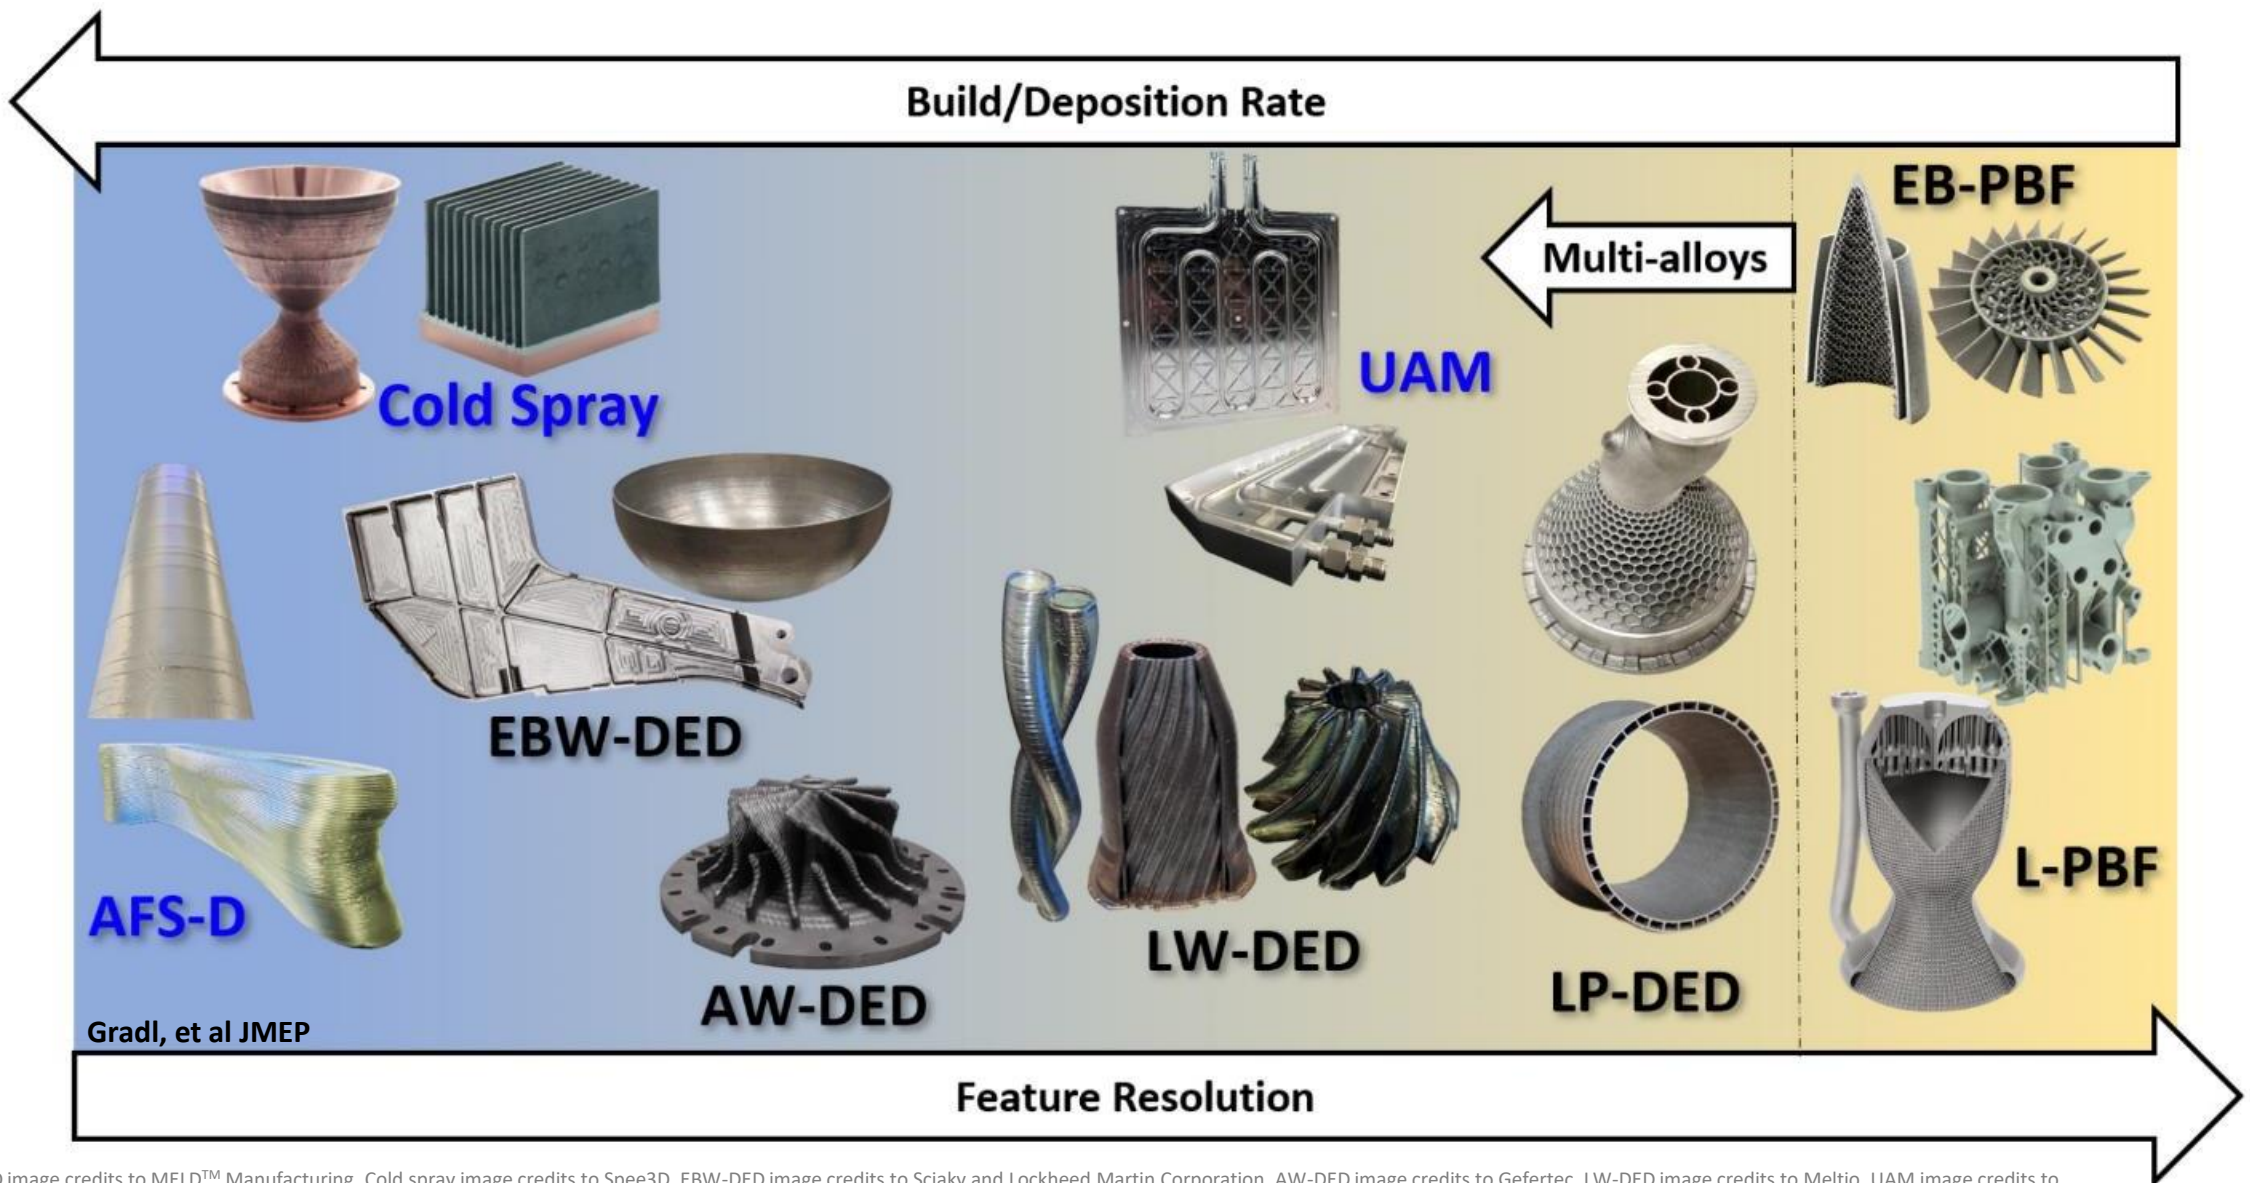 Build/Deposition Rate
EB-PBF
Multi-alloys
UAM
Cold Spray
EBW-DED
L-PBF
AFS-D
LW-DED
LP-DED
AW-DED
Gradl, et al JMEP
Feature Resolution
image credits to MELD™ Manufacturing, Cold spray image credits to Spee3D, EBW-DED image credits to Sciaky and Lockheed Martin Corporation, AW-DED image credits to Gefertec, LW-DED image credits to Meltio, UAM image credits to